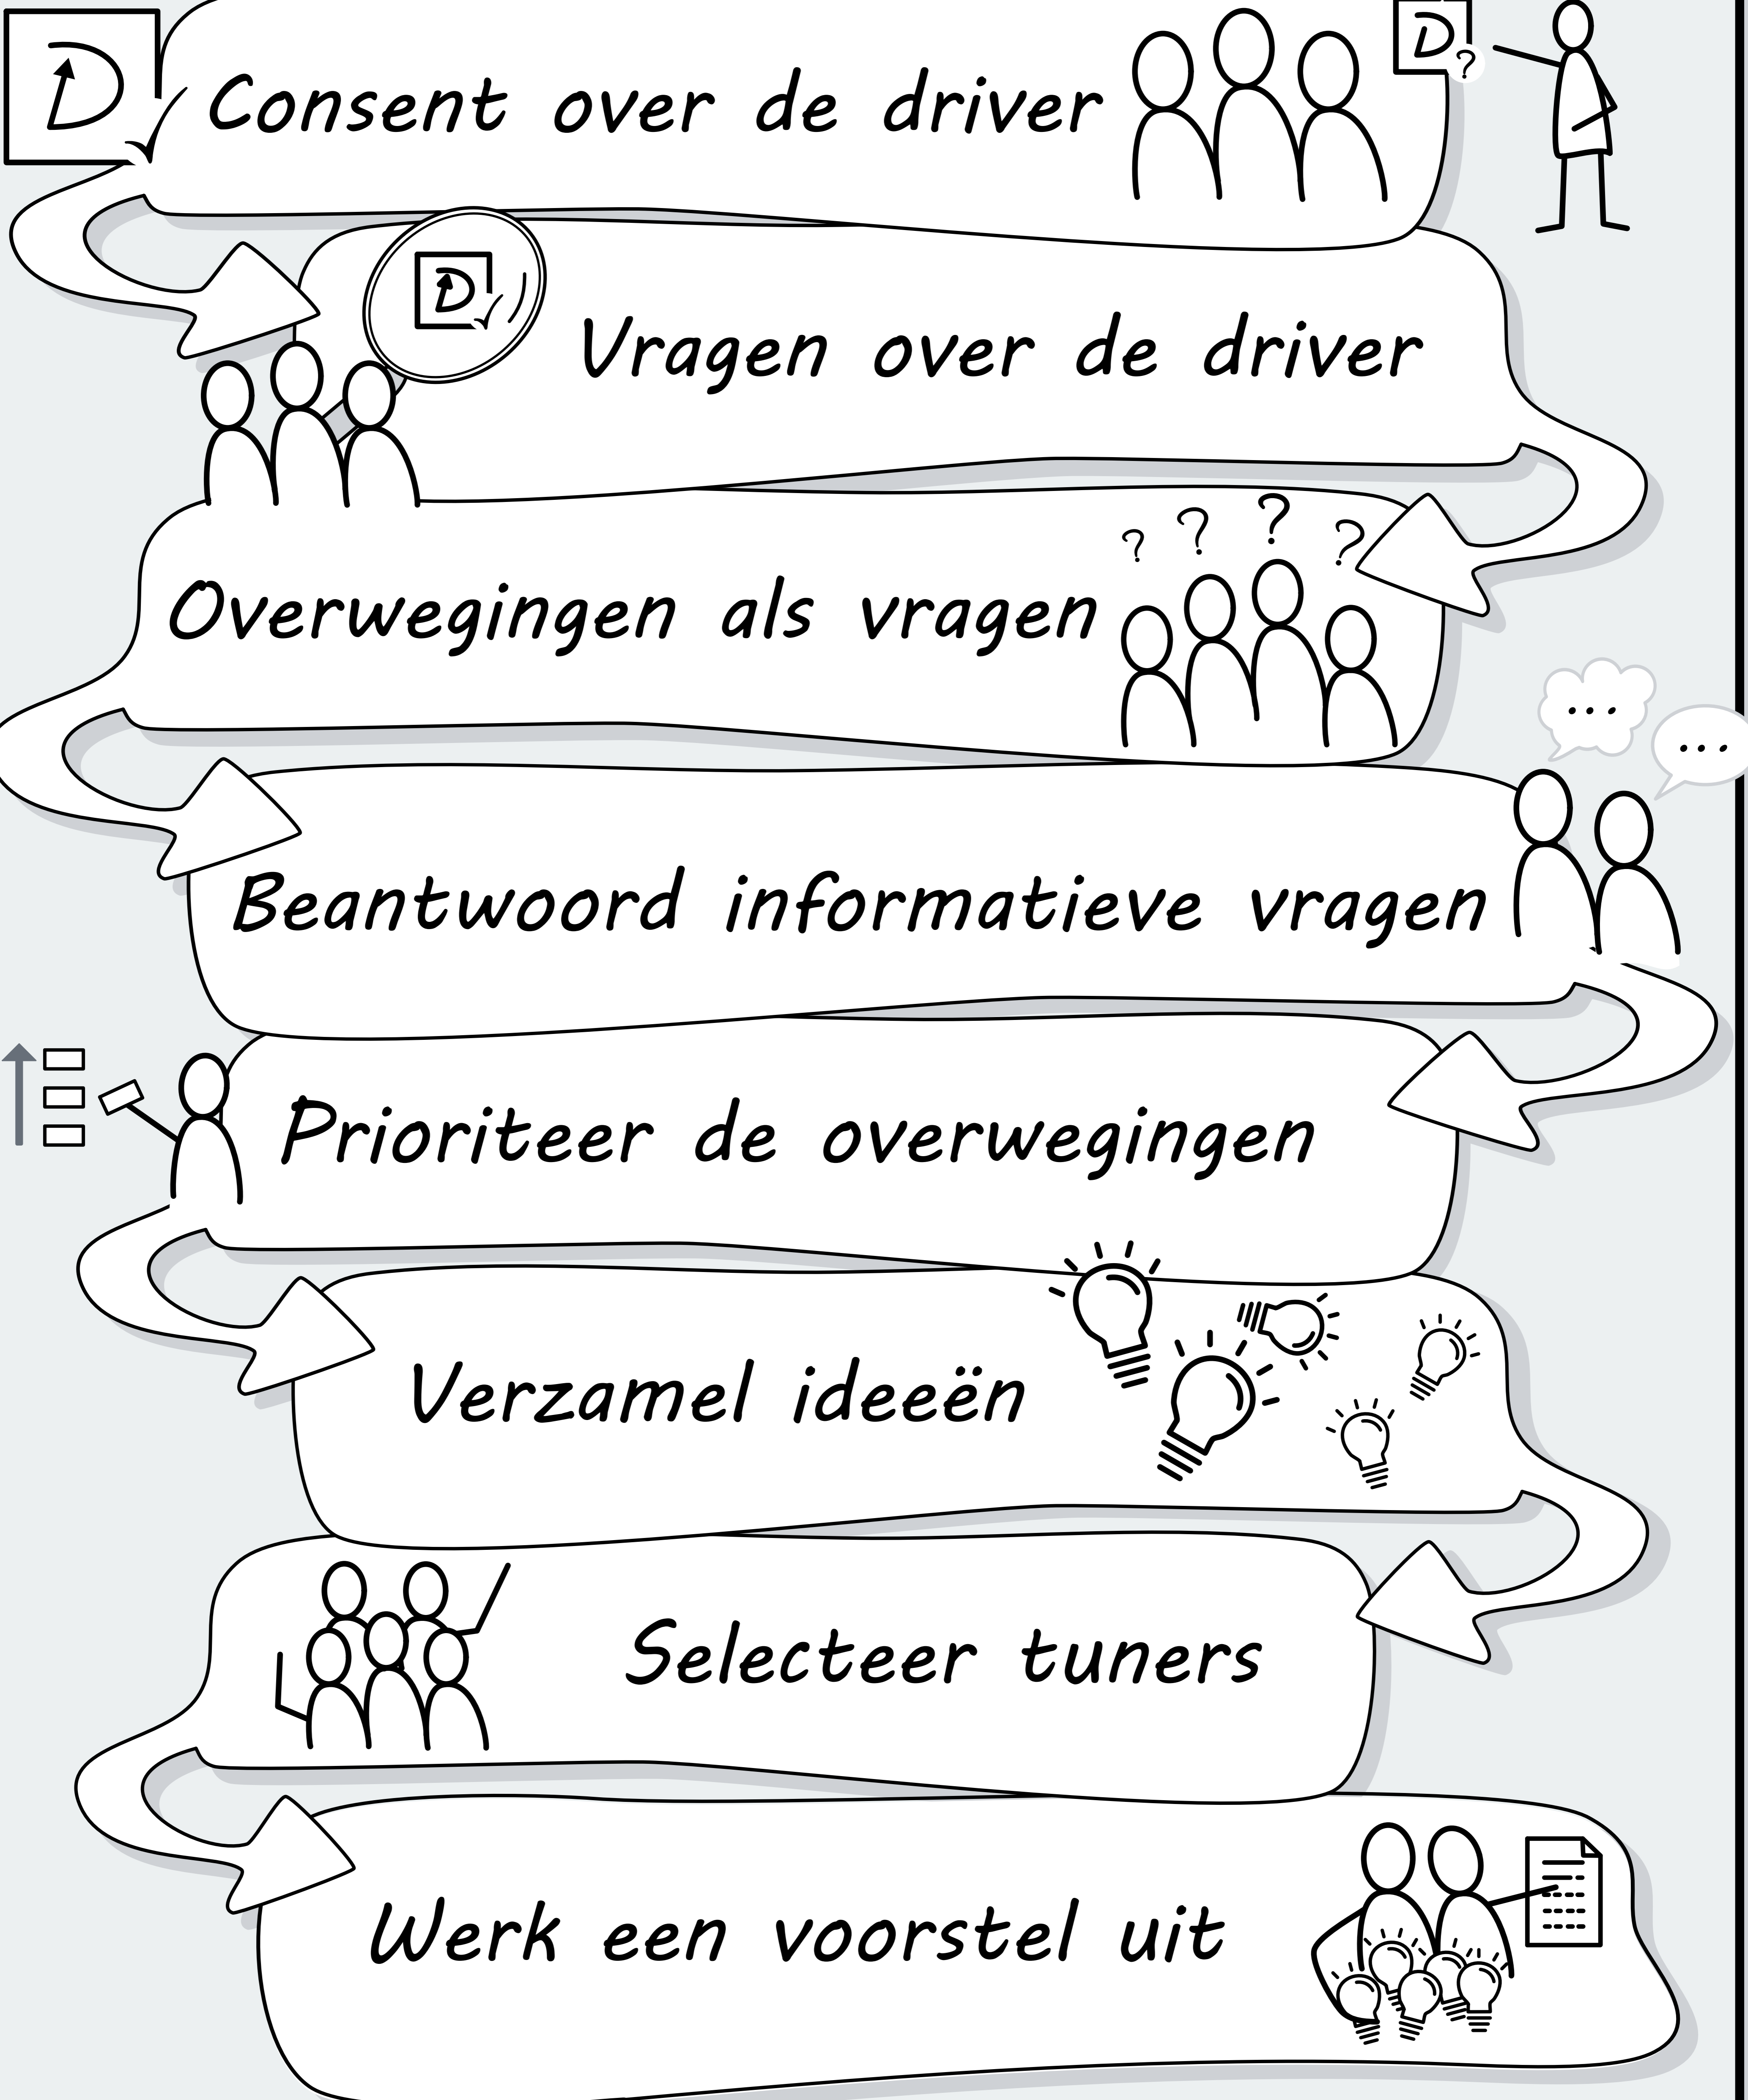 D
Consent over de driver
D
?
D
Vragen over de driver
? ? ? ?
Overwegingen als vragen
...
...
Beantwoord informatieve vragen
Prioriteer de overwegingen
Verzamel ideeën
Selecteer tuners
Werk een voorstel uit